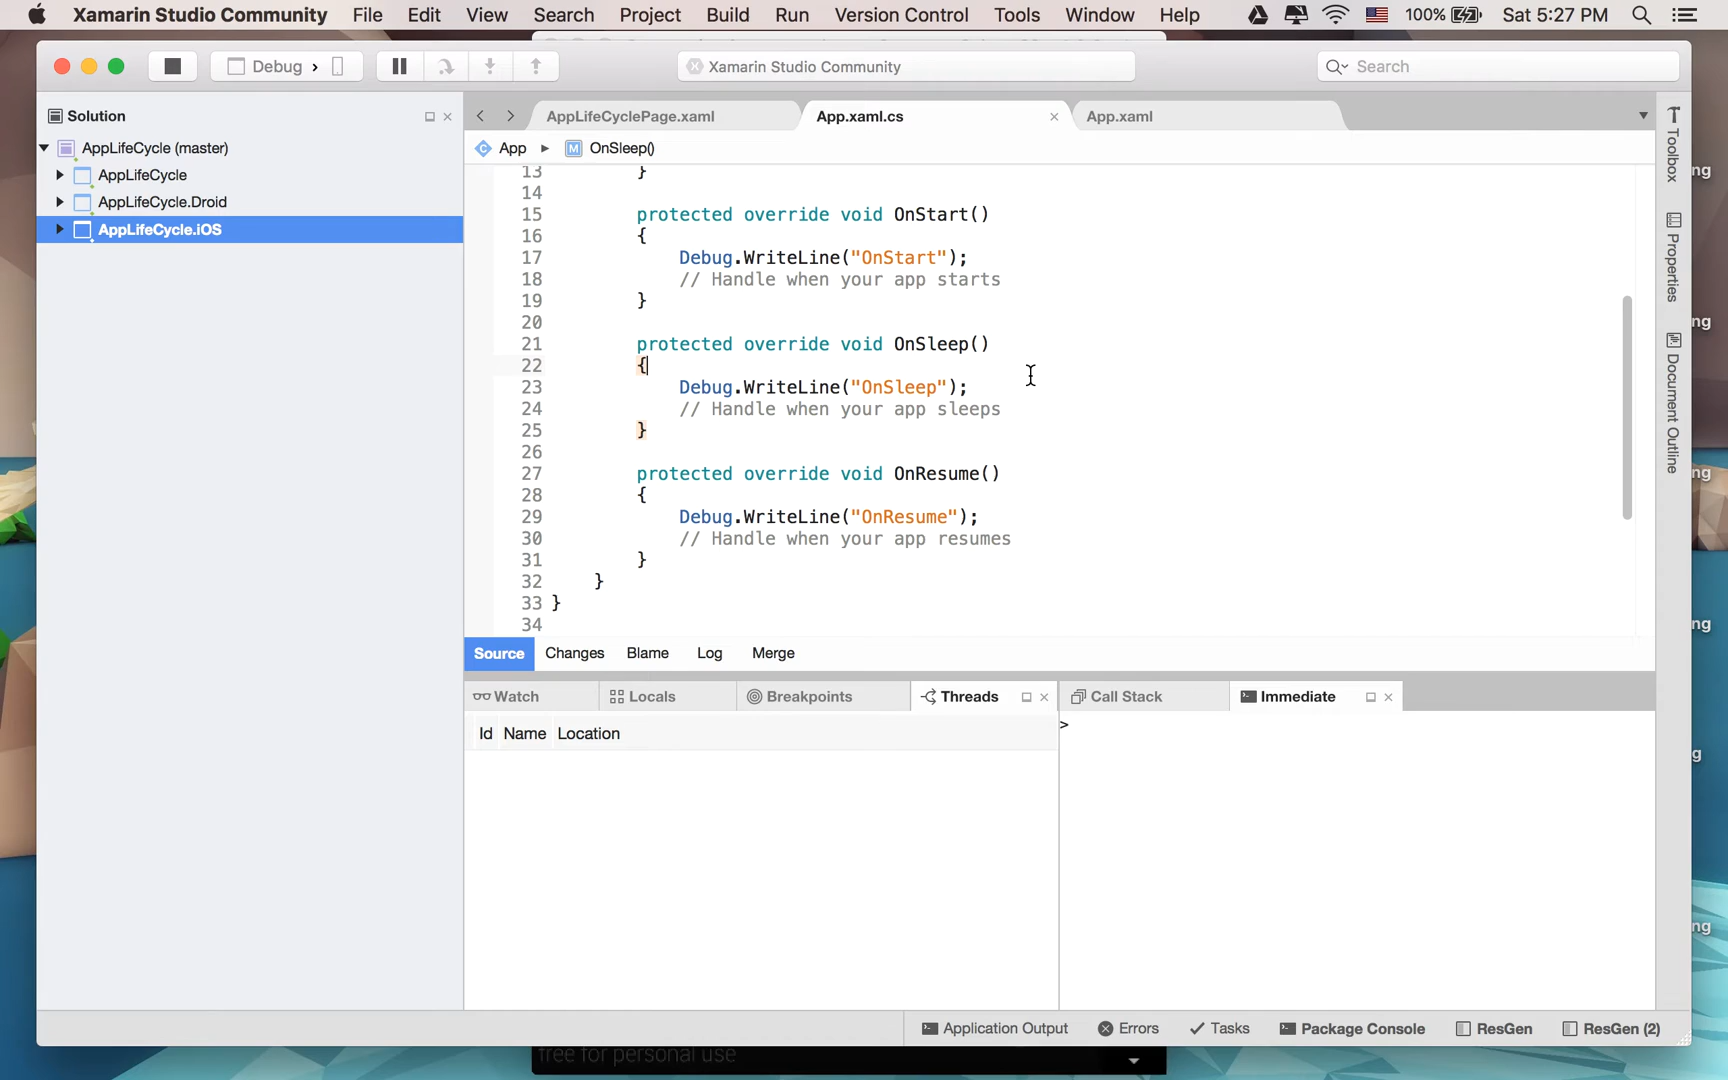 Xamarin Studio Community File Edit View Search Project Build Run Version Control Tools Window Help 100% Sat 5:27 PM
Debug › Xamarin Studio Community Search
Solution
AppLifeCycle (master)
AppLifeCycle
AppLifeCycle.Droid
AppLifeCycle.iOS
AppLifeCyclePage.xaml App.xaml.cs App.xaml
App OnSleep()
13 }
14
15 protected override void OnStart()
16 {
17 Debug.WriteLine("OnStart");
18 // Handle when your app starts
19 }
20
21 protected override void OnSleep()
22 {
23 Debug.WriteLine("OnSleep");
24 // Handle when your app sleeps
25 }
26
27 protected override void OnResume()
28 {
29 Debug.WriteLine("OnResume");
30 // Handle when your app resumes
31 }
32 }
33 }
34
Source Changes Blame Log Merge
Watch Locals Breakpoints Threads Call Stack Immediate
Id Name Location
>
Application Output Errors Tasks Package Console ResGen ResGen (2)
free for personal use
Toolbox
Properties
Document Outline
ng
ng
ng
ng
g
ng